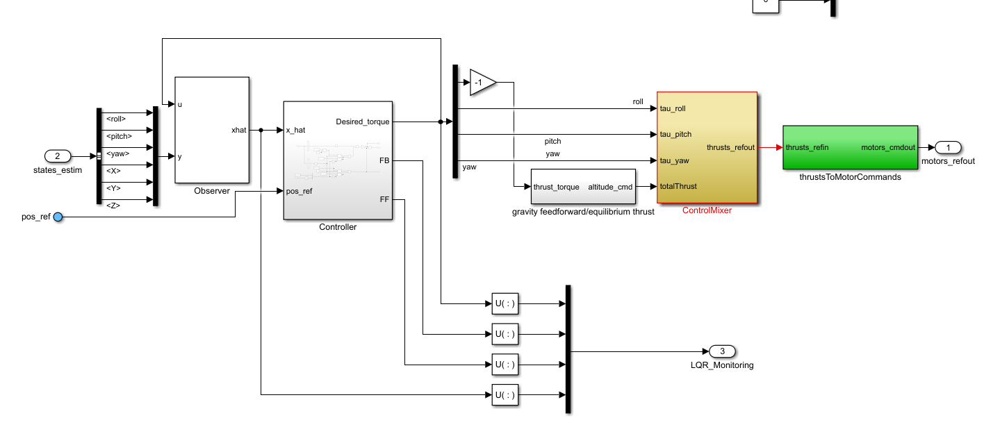 -1
u
y
xhat
Observer
<roll>
<pitch>
<yaw>
<X>
<Y>
<Z>
2
states_estim
pos_ref
x_hat
pos_ref
Desired_torque
FB
FF
Controller
roll
pitch
yaw
yaw
thrust_torque
altitude_cmd
gravity feedforward/equilibrium thrust
tau_roll
tau_pitch
tau_yaw
totalThrust
thrusts_refout
ControlMixer
thrusts_refin
motors_cmdout
thrustsToMotorCommands
1
motors_refout
U( : )
U( : )
U( : )
U( : )
3
LQR_Monitoring